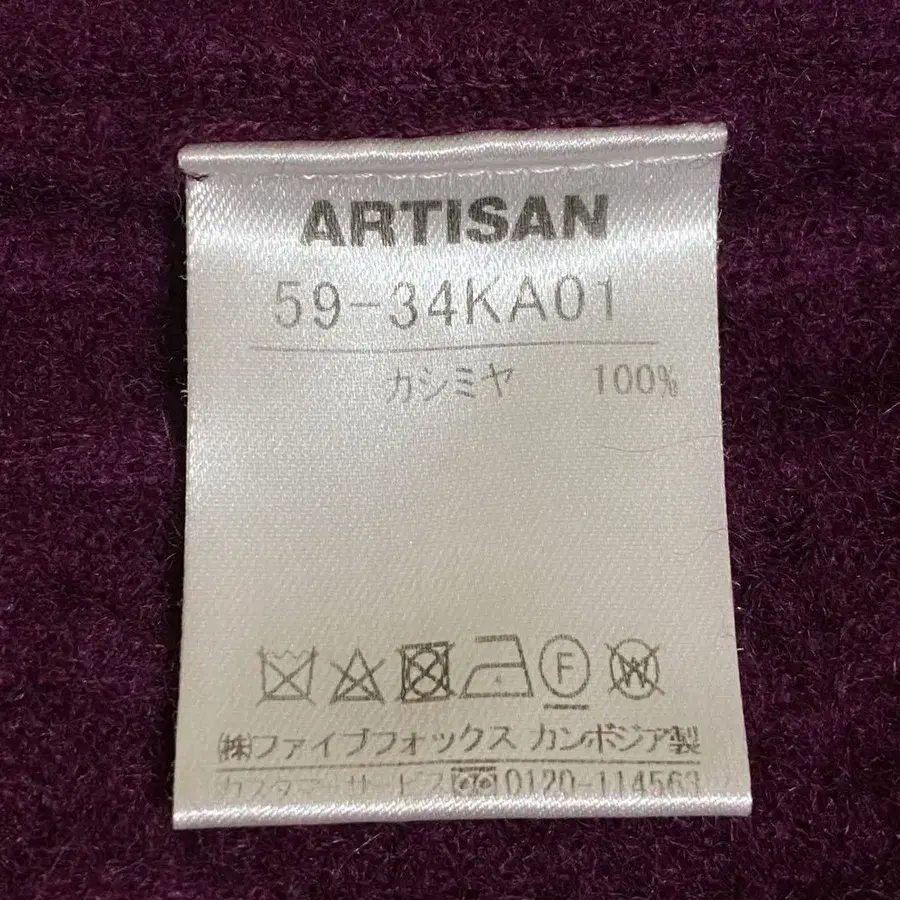 ARTISAN
59-34KA01
カシミヤ 100%
F W
㈱ファイブフォックス カンボジア製
カスタマーサービス 0120-114563